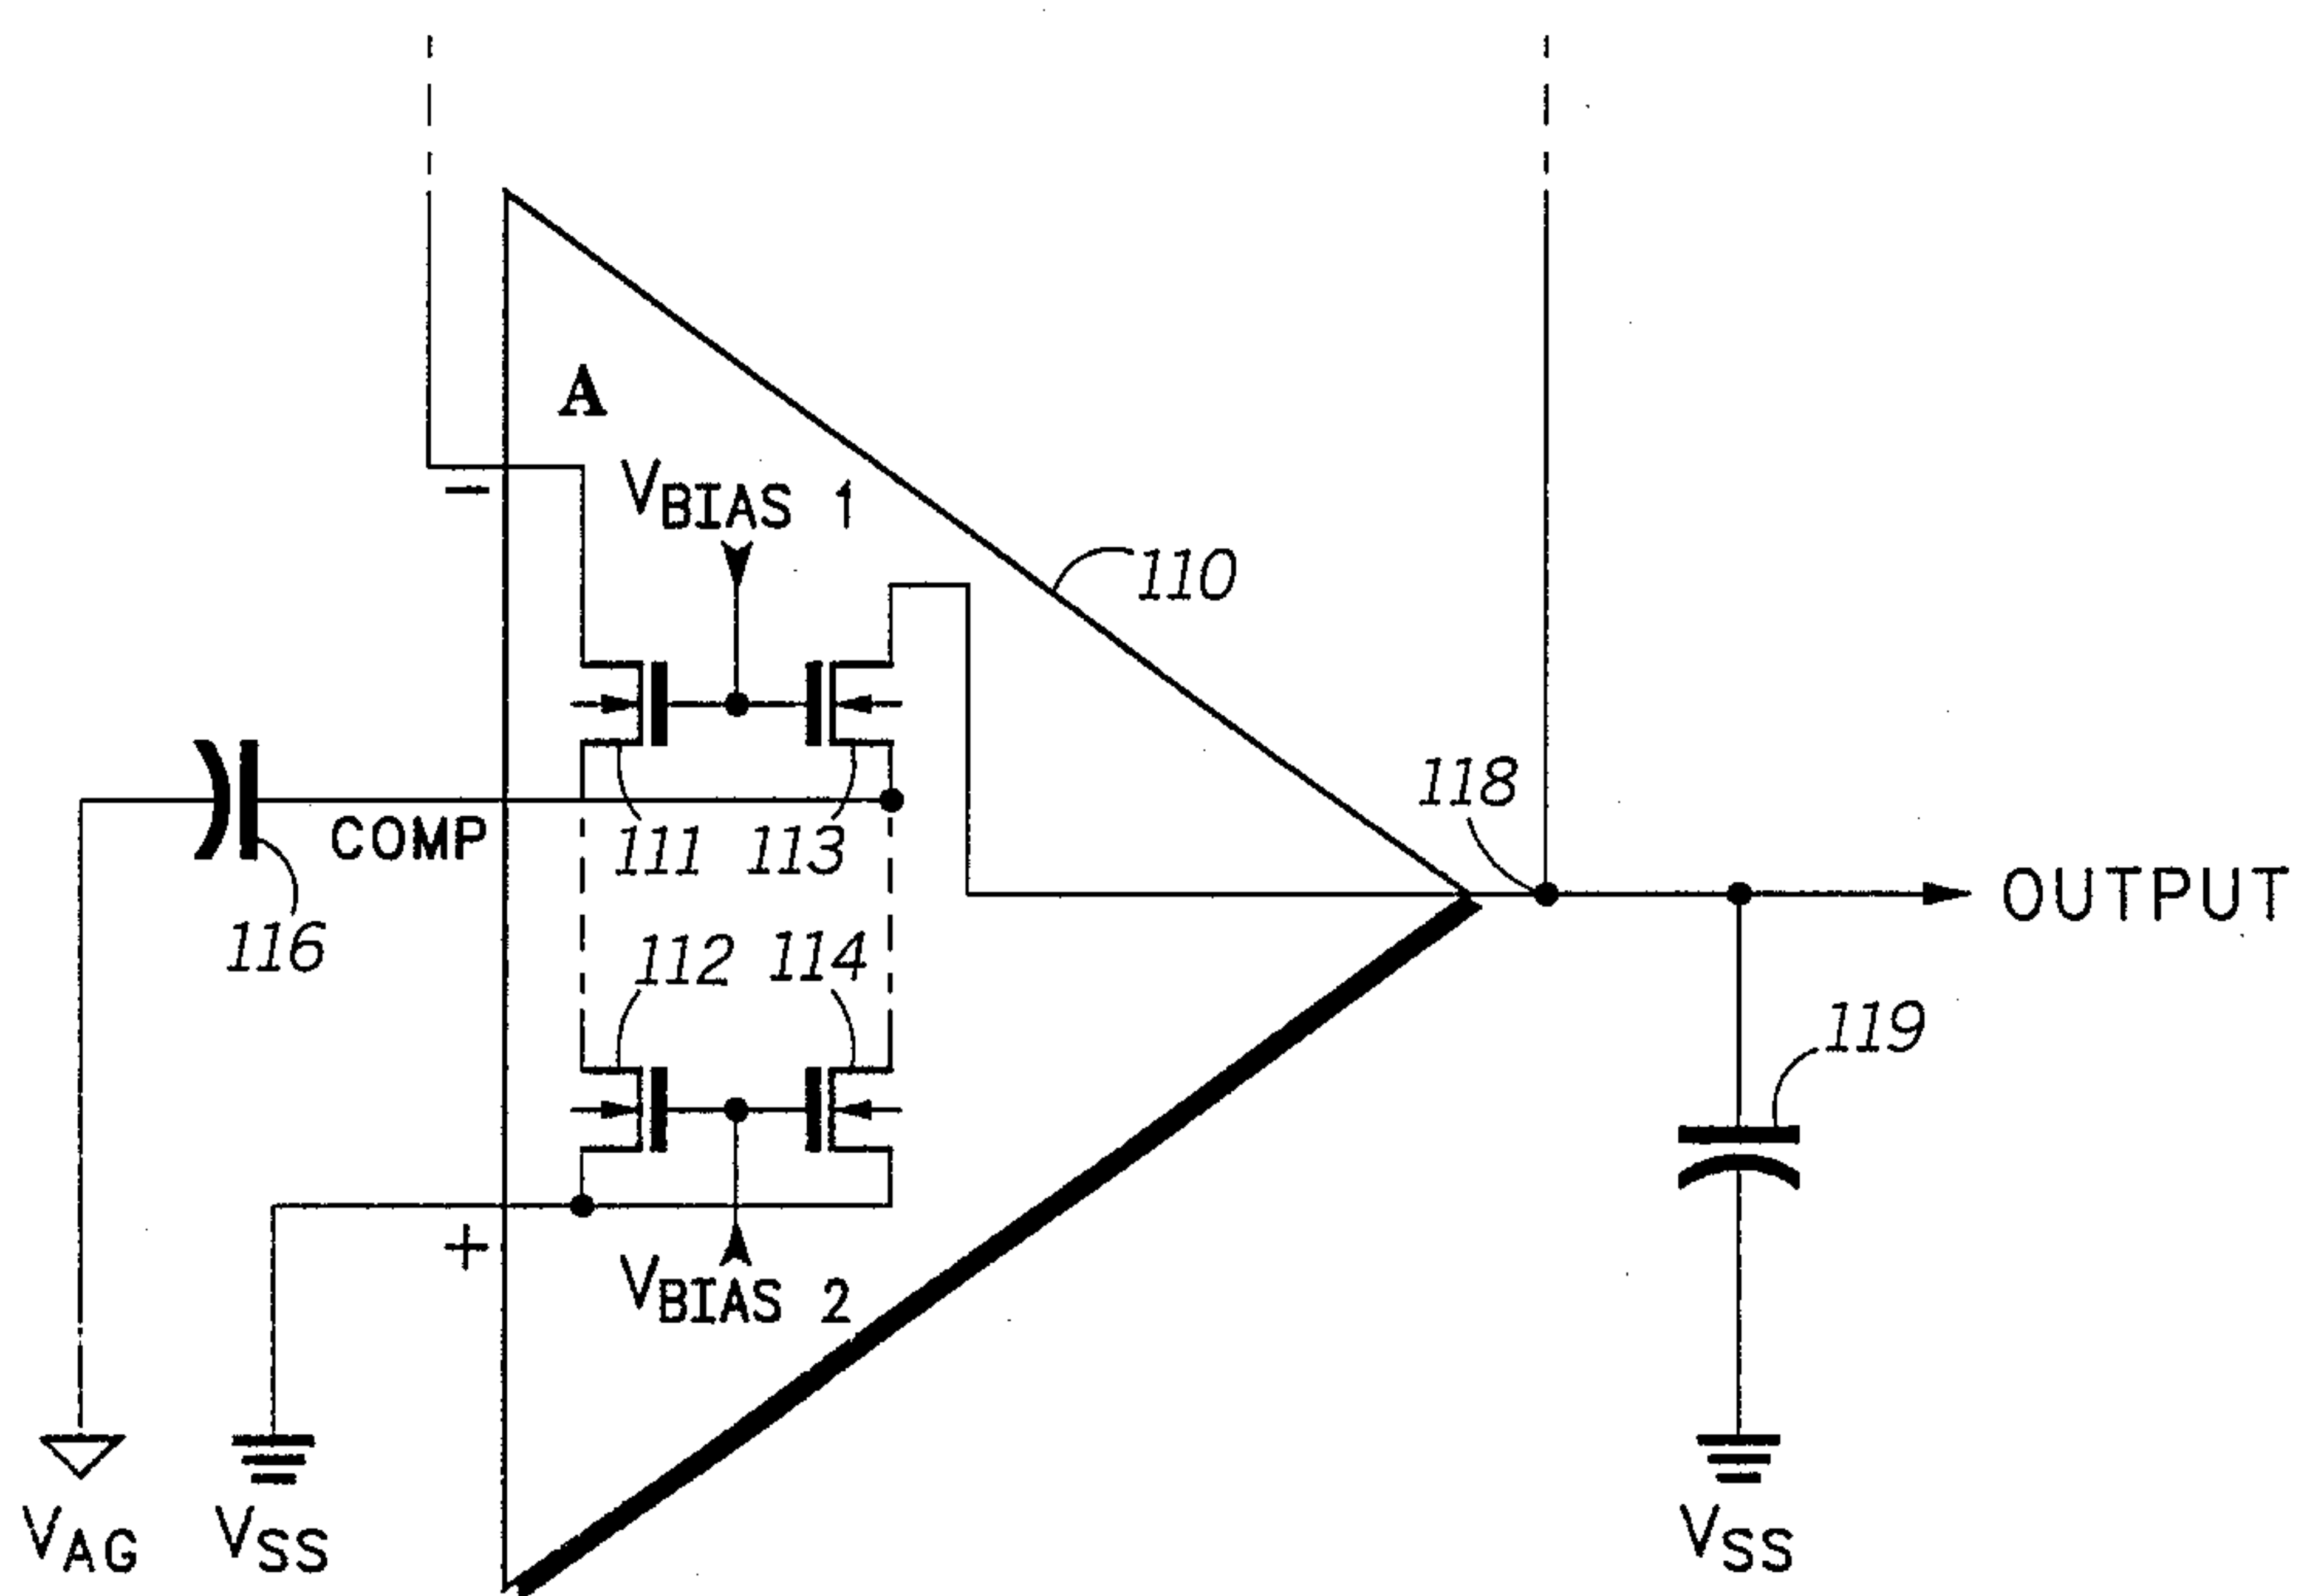 A
−
VBIAS 1
110
118
COMP
111
113
OUTPUT
116
112
114
119
+
VBIAS 2
VAG
VSS
VSS